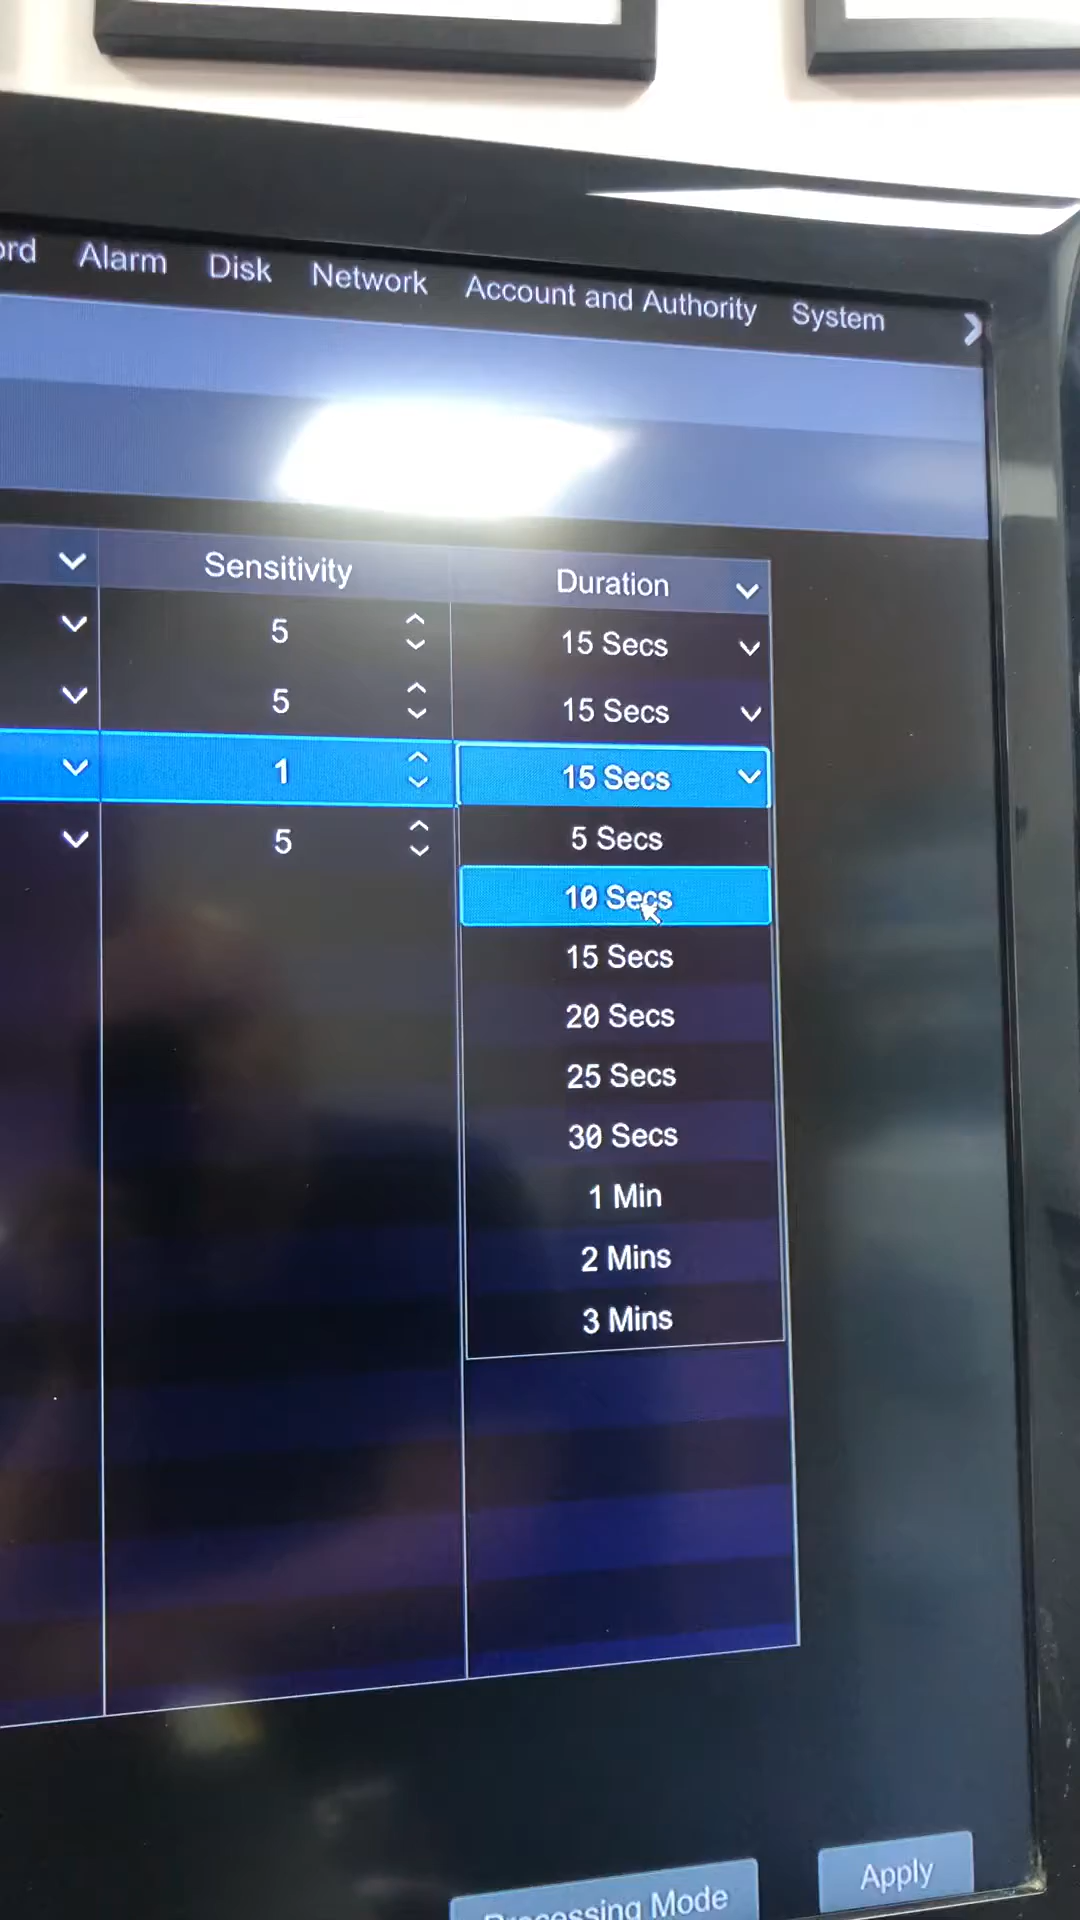 Alarm Disk Network Account and Authority System
Sensitivity Duration
5 15 Secs
5 15 Secs
1 15 Secs
5 5 Secs
10 Secs
15 Secs
20 Secs
25 Secs
30 Secs
1 Min
2 Mins
3 Mins
Processing Mode Apply